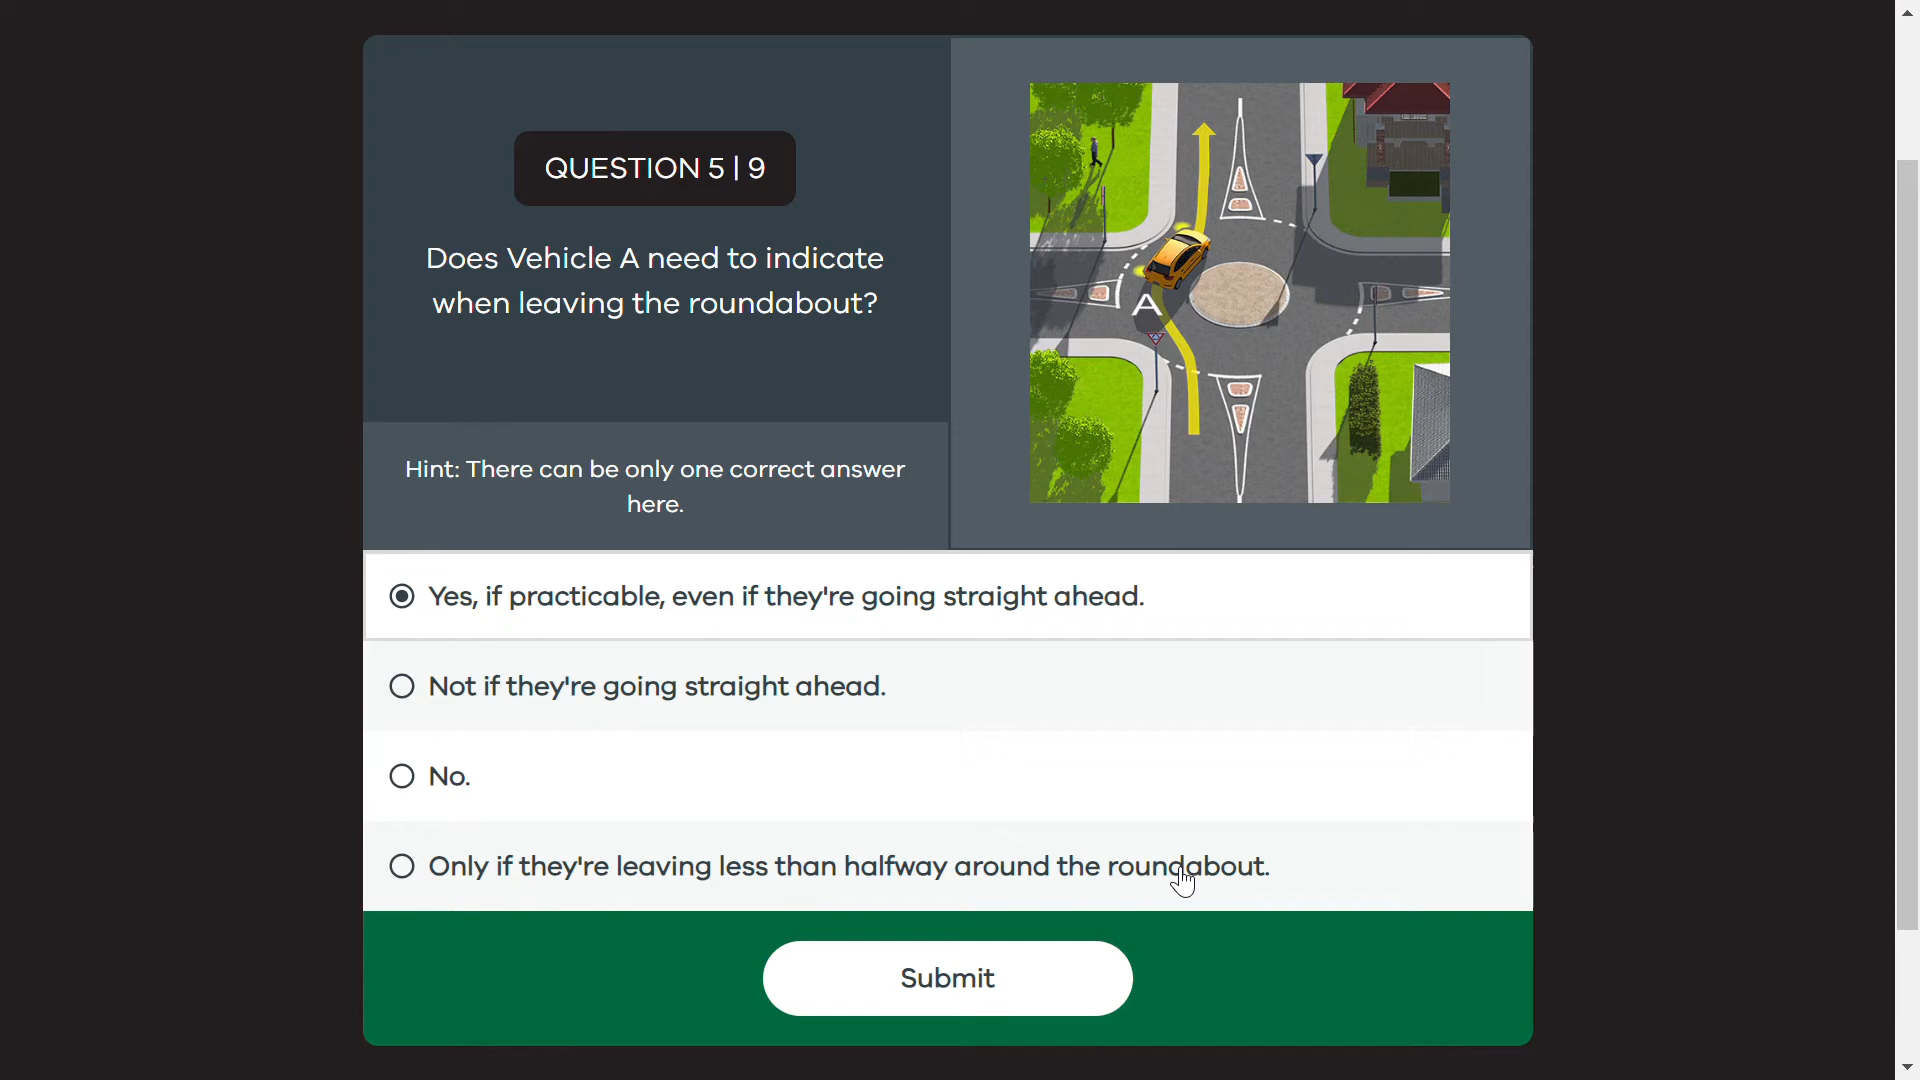 QUESTION 5 | 9
Does Vehicle A need to indicate
when leaving the roundabout?
Hint: There can be only one correct answer
here.
A
Yes, if practicable, even if they're going straight ahead.
Not if they're going straight ahead.
No.
Only if they're leaving less than halfway around the roundabout.
Submit